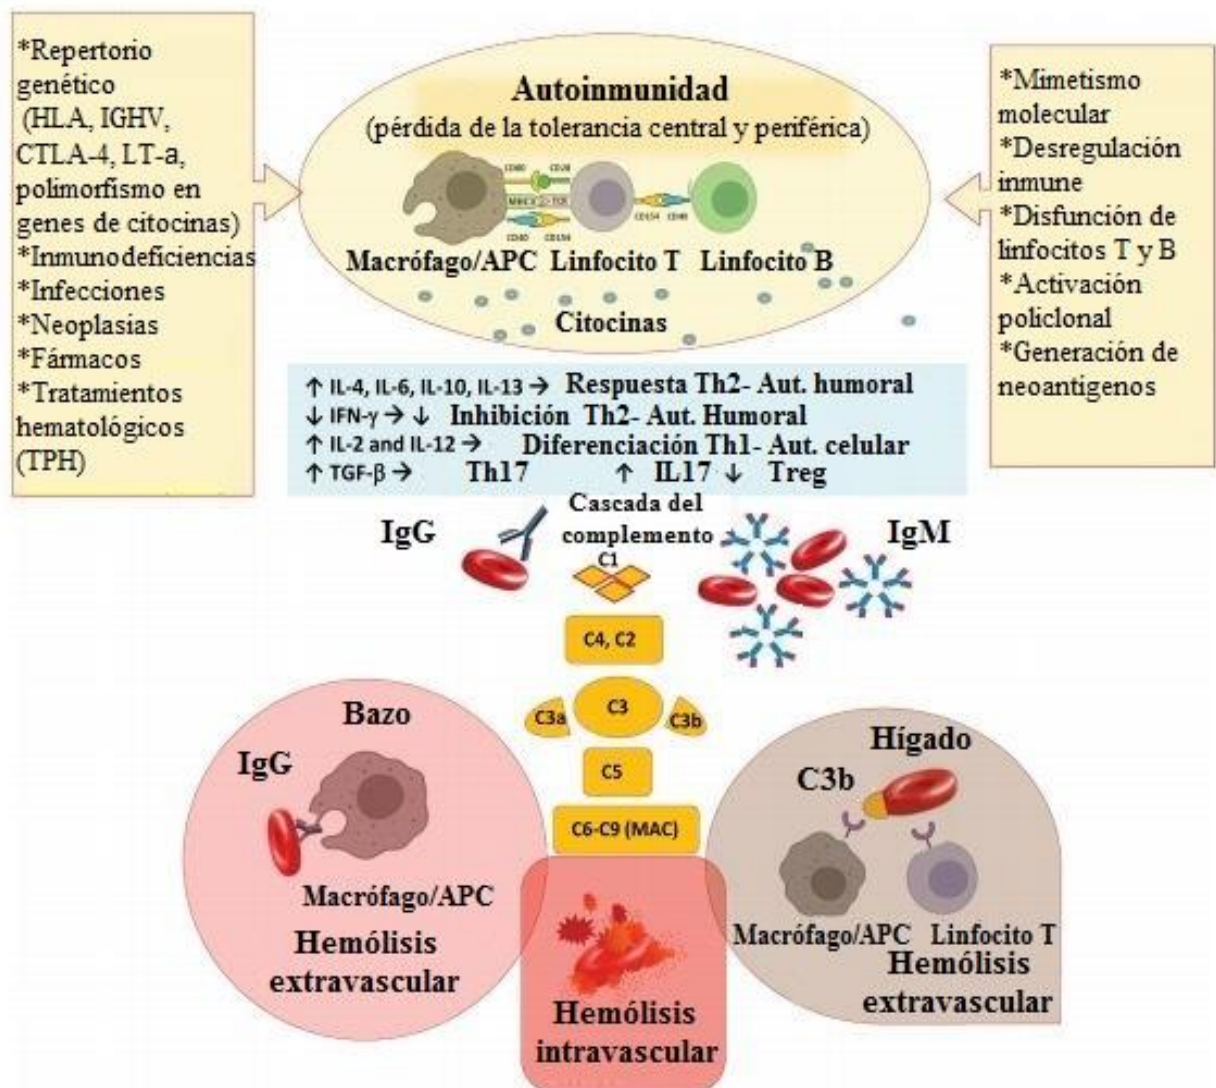 *Repertorio
genético
(HLA, IGHV,
CTLA-4, LT-a,
polimorfísmo en
genes de citocinas)
*Inmunodeficiencias
*Infecciones
*Neoplasias
*Fármacos
*Tratamientos
hematológicos
(TPH)
Autoinmunidad
(pérdida de la tolerancia central y periférica)
CD80 CD28
TCR
CD40 CD154
CD154 CD40
Macrófago/APC Linfocito T Linfocito B
Citocinas
*Mimetismo
molecular
*Desregulación
inmune
*Disfunción de
linfocitos T y B
*Activación
policlonal
*Generación de
neoantígenos
↑ IL-4, IL-6, IL-10, IL-13 → Respuesta Th2- Aut. humoral
↓ IFN-γ → ↓ Inhibición Th2- Aut. Humoral
↑ IL-2 and IL-12 → Diferenciación Th1- Aut. celular
↑ TGF-β → Th17 ↑ IL17 ↓ Treg
IgG
Cascada del
complemento
IgM
C1
C4, C2
C3a C3 C3b
C5
C6-C9 (MAC)
Bazo
IgG
Macrófago/APC
Hemólisis
extravascular
Hemólisis
intravascular
Hígado
C3b
Macrófago/APC Linfocito T
Hemólisis
extravascular